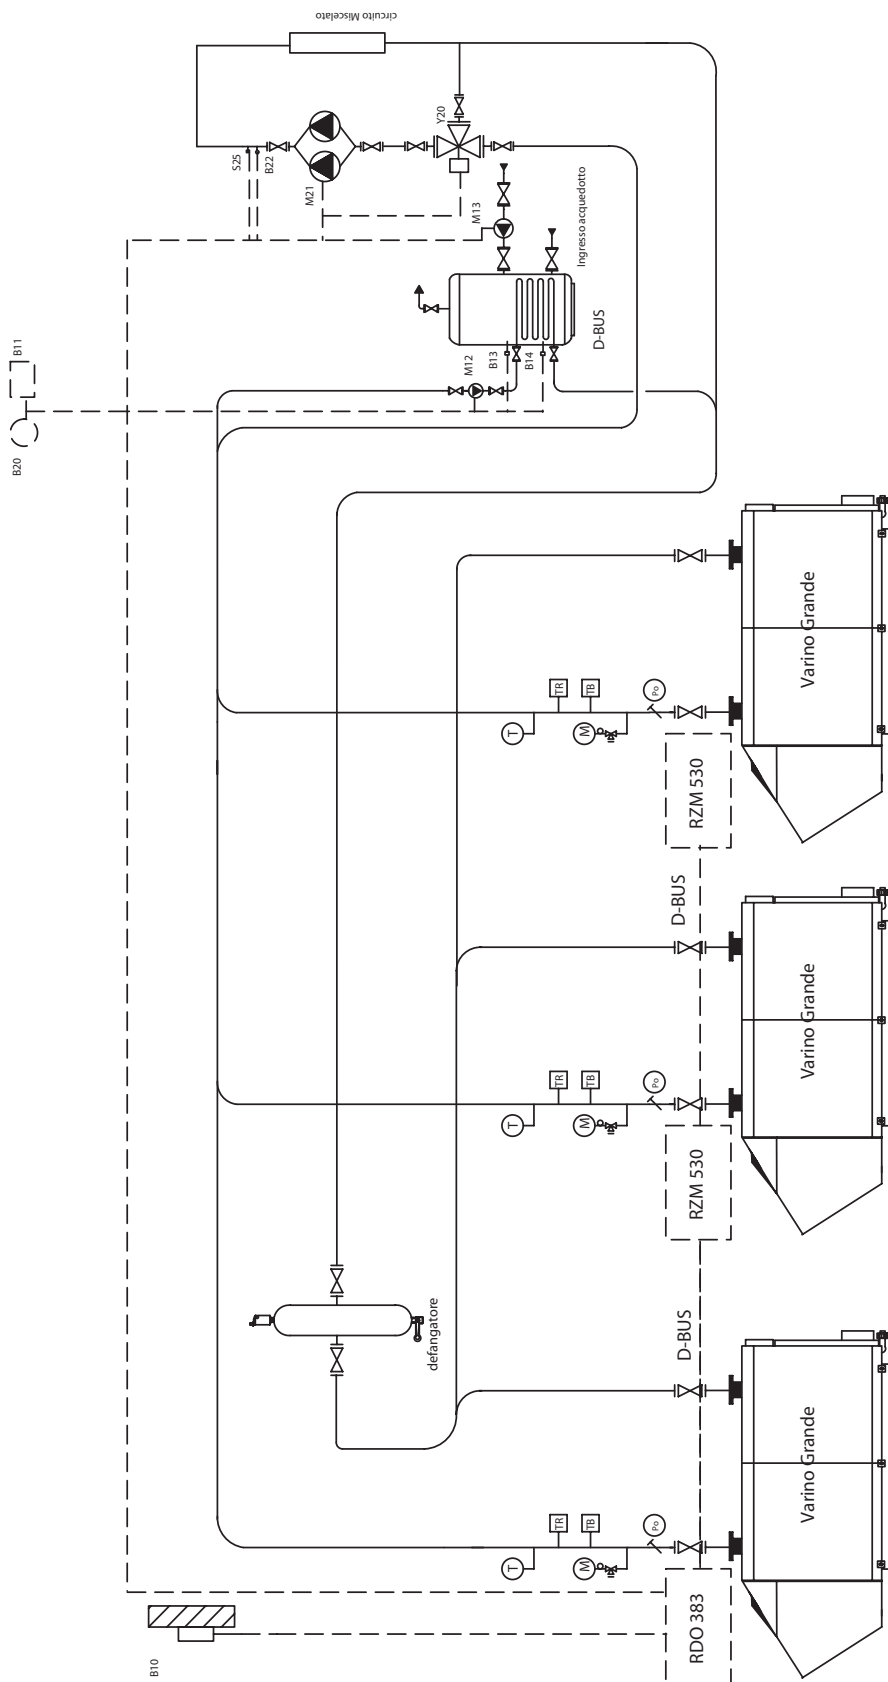 B20
B11
B10
circuito Miscelato
S25
B22
M21
Y20
M13
M12
B13
B14
Ingresso acquedotto
D-BUS
defangatore
T
TR
M
TB
Po
T
TR
M
TB
Po
T
TR
M
TB
Po
RDO 383
D-BUS
RZM 530
D-BUS
RZM 530
Varino Grande
Varino Grande
Varino Grande